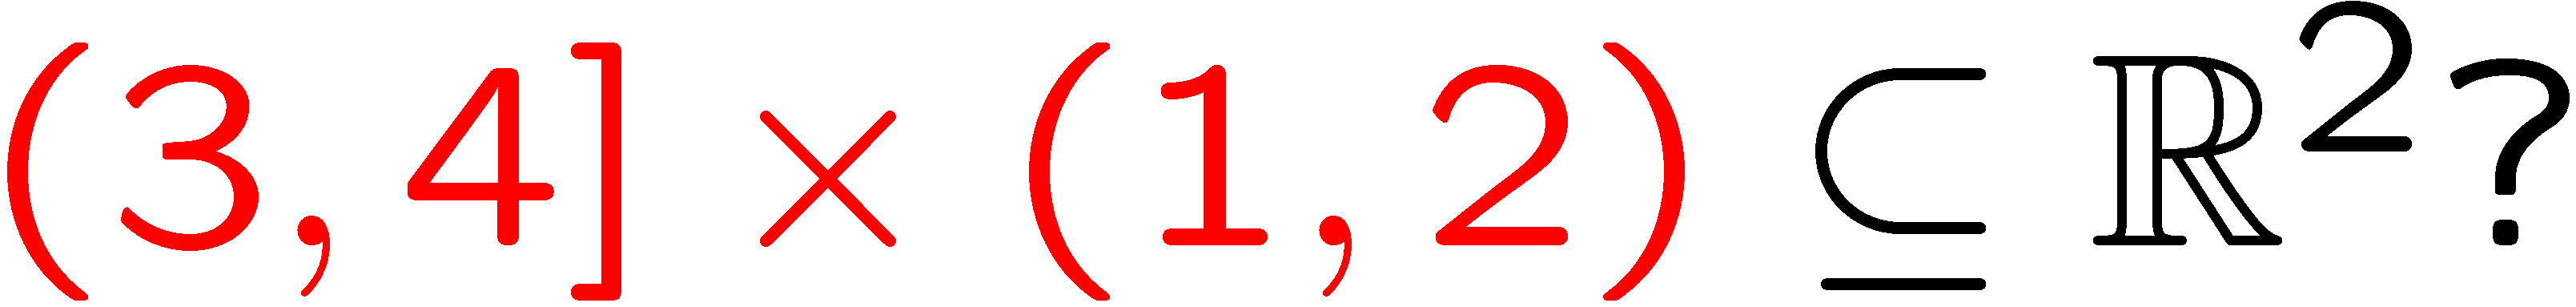 (3, 4] × (1, 2) ⊆ ℝ²?